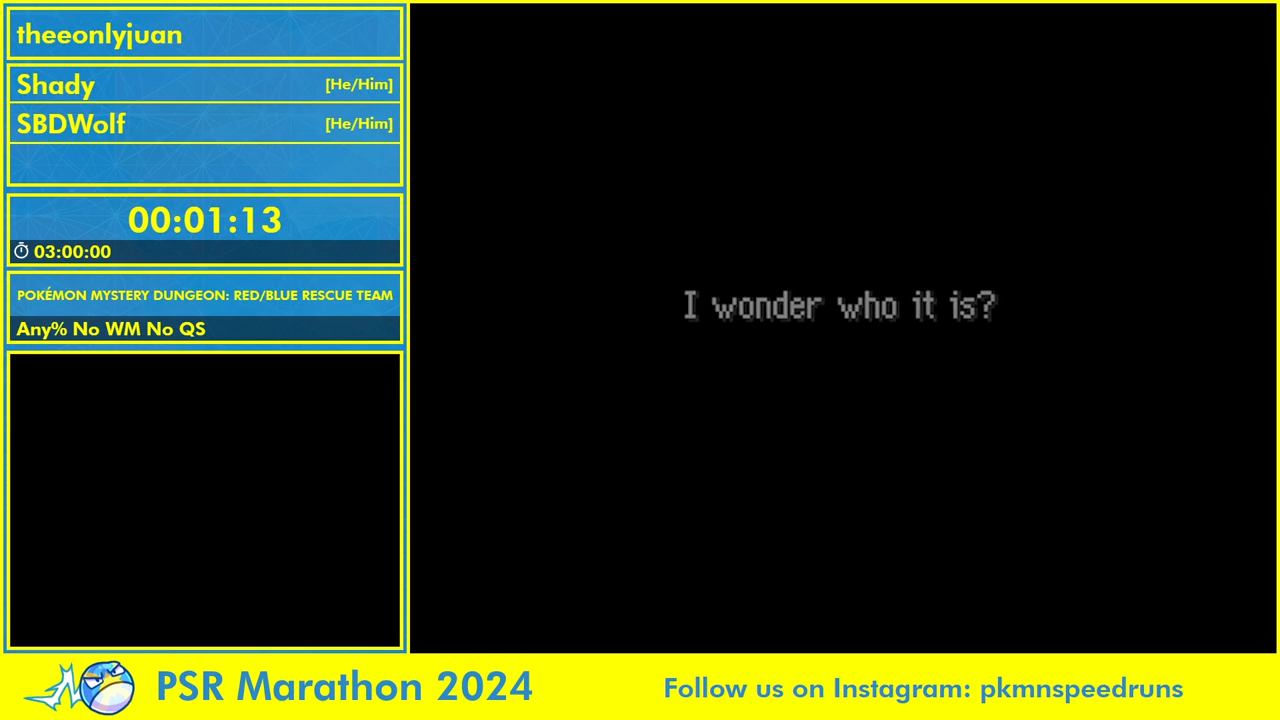 theeonlyjuan
Shady [He/Him]
SBDWolf [He/Him]
00:01:13
03:00:00
POKÉMON MYSTERY DUNGEON: RED/BLUE RESCUE TEAM
Any% No WM No QS
I wonder who it is?
PSR Marathon 2024
Follow us on Instagram: pkmnspeedruns